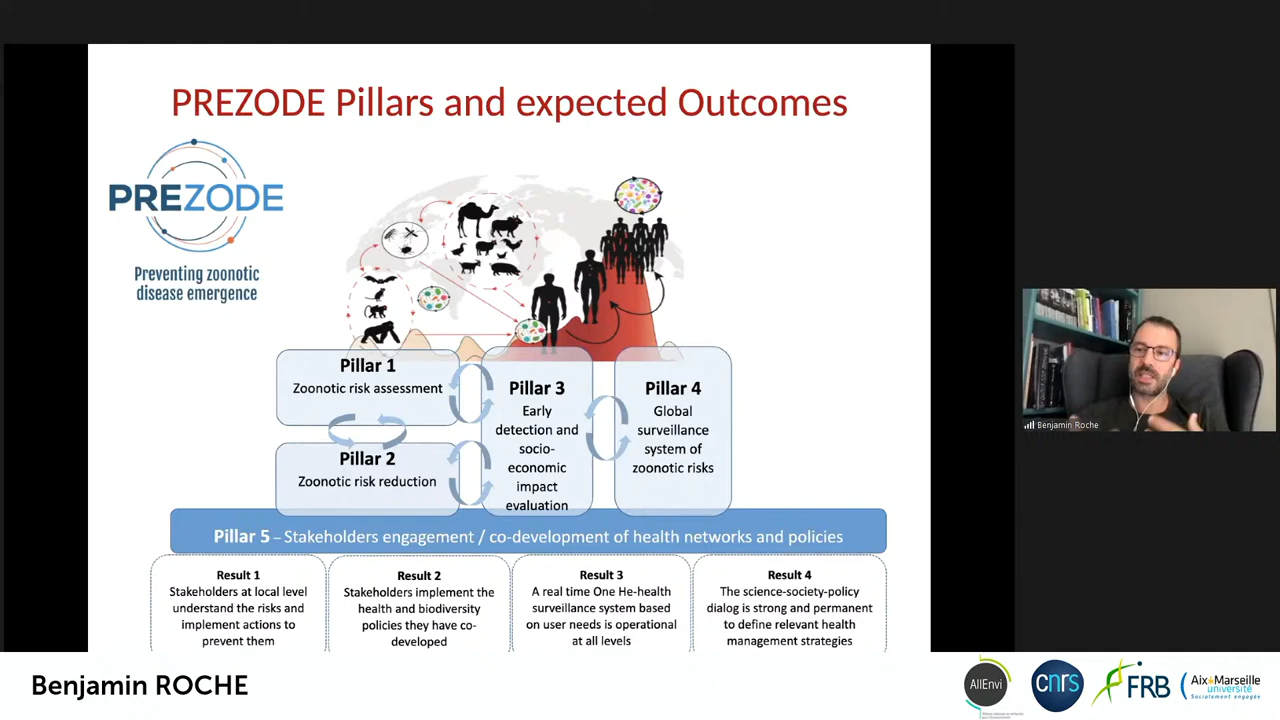 PREZODE Pillars and expected Outcomes
PREZODE
Preventing zoonotic
disease emergence
Pillar 1
Zoonotic risk assessment
Pillar 2
Zoonotic risk reduction
Pillar 3
Early
detection and
socio-
economic
impact
evaluation
Pillar 4
Global
surveillance
system of
zoonotic risks
Pillar 5 – Stakeholders engagement / co-development of health networks and policies
Result 1
Stakeholders at local level
understand the risks and
implement actions to
prevent them
Result 2
Stakeholders implement the
health and biodiversity
policies they have co-
developed
Result 3
A real time One He-health
surveillance system based
on user needs is operational
at all levels
Result 4
The science-society-policy
dialog is strong and permanent
to define relevant health
management strategies
Benjamin Roche
Benjamin ROCHE
AllEnvi
cnrs
FRB
Aix Marseille
université
Socialement engagée